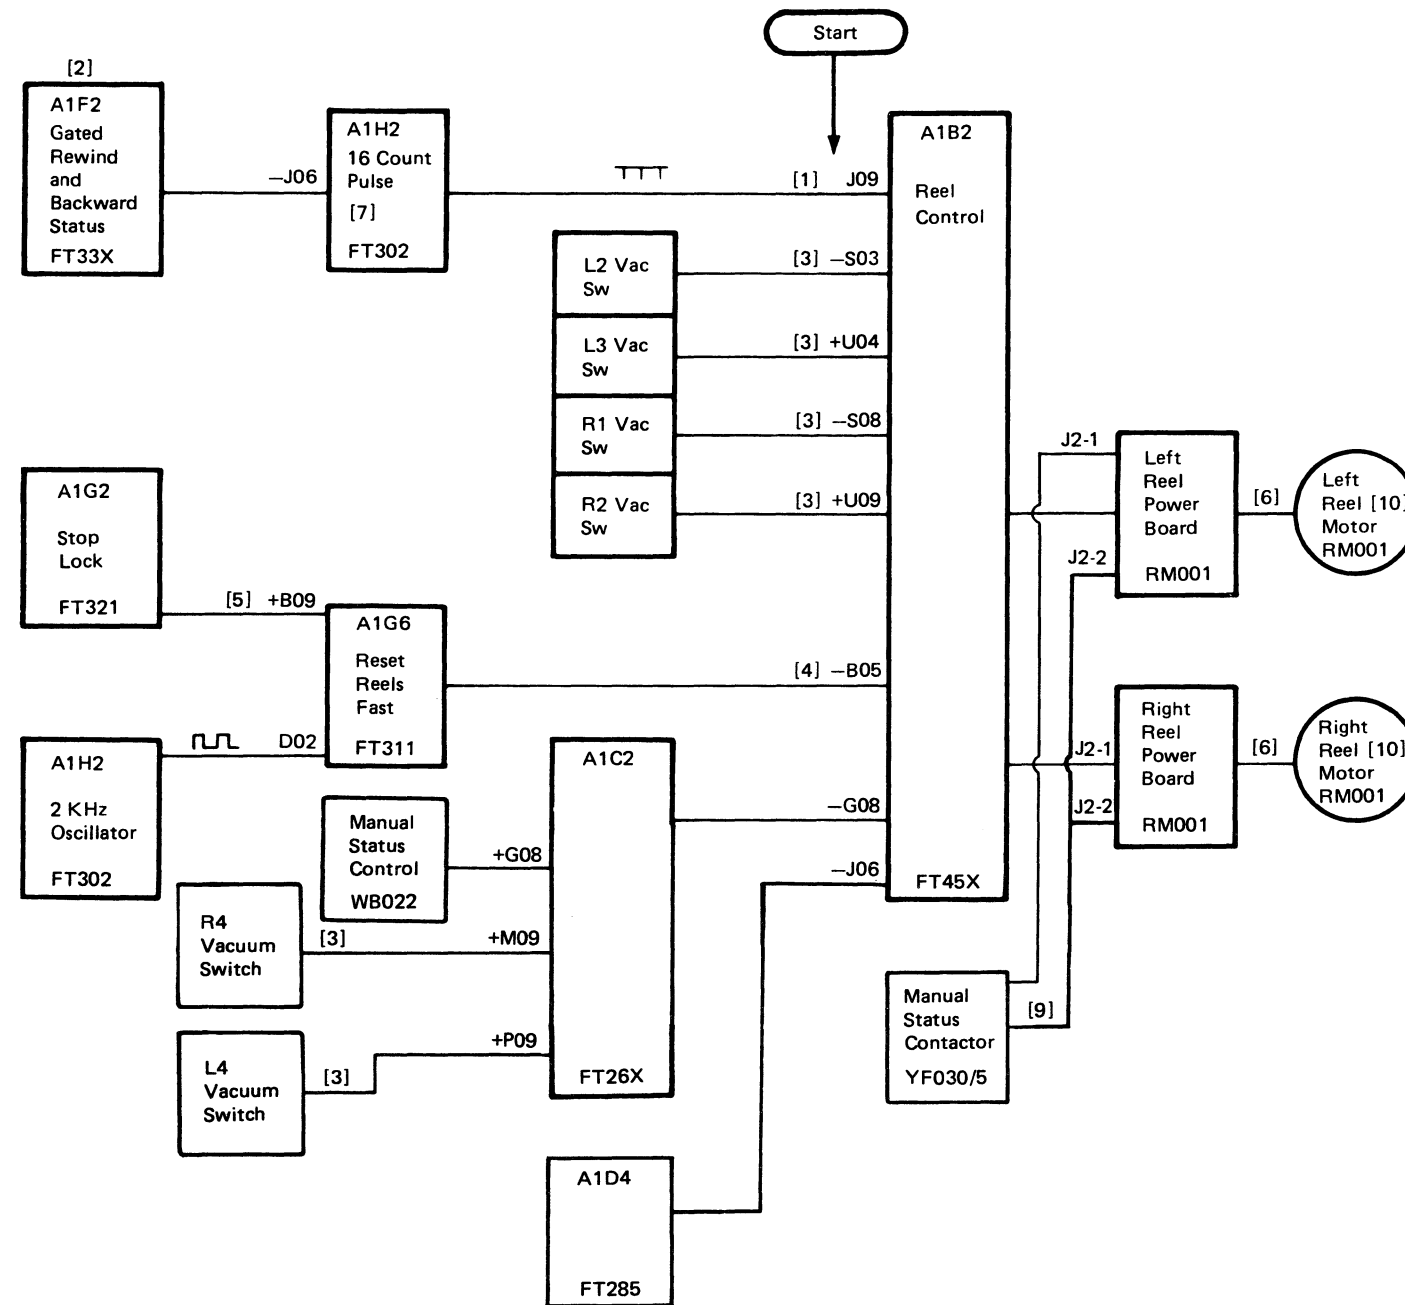 Start
[2]
A1F2
Gated
Rewind
and
Backward
Status
FT33X
—J06
A1H2
16 Count
Pulse
[7]
FT302
[1] J09
A1B2
Reel
Control
FT45X
L2 Vac
Sw
[3] —S03
L3 Vac
Sw
[3] +U04
R1 Vac
Sw
[3] —S08
R2 Vac
Sw
[3] +U09
A1G2
Stop
Lock
FT321
[5] +B09
A1G6
Reset
Reels
Fast
FT311
[4] —B05
A1H2
2 KHz
Oscillator
FT302
D02
Manual
Status
Control
WB022
+G08
A1C2
FT26X
—G08
—J06
R4
Vacuum
Switch
[3]
+M09
L4
Vacuum
Switch
[3]
+P09
A1D4
FT285
J2-1
Left
Reel
Power
Board
RM001
J2-2
[6]
Left
Reel [10]
Motor
RM001
J2-1
Right
Reel
Power
Board
RM001
J2-2
[6]
Right
Reel [10]
Motor
RM001
Manual
Status
Contactor
YF030/5
[9]